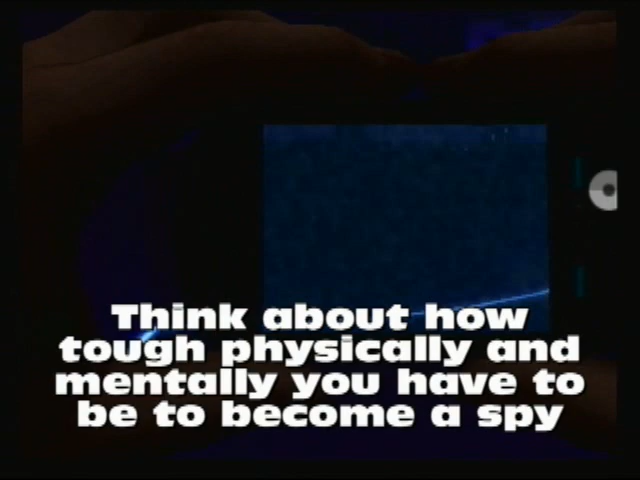 Think about how
tough physically and
mentally you have to
be to become a spy